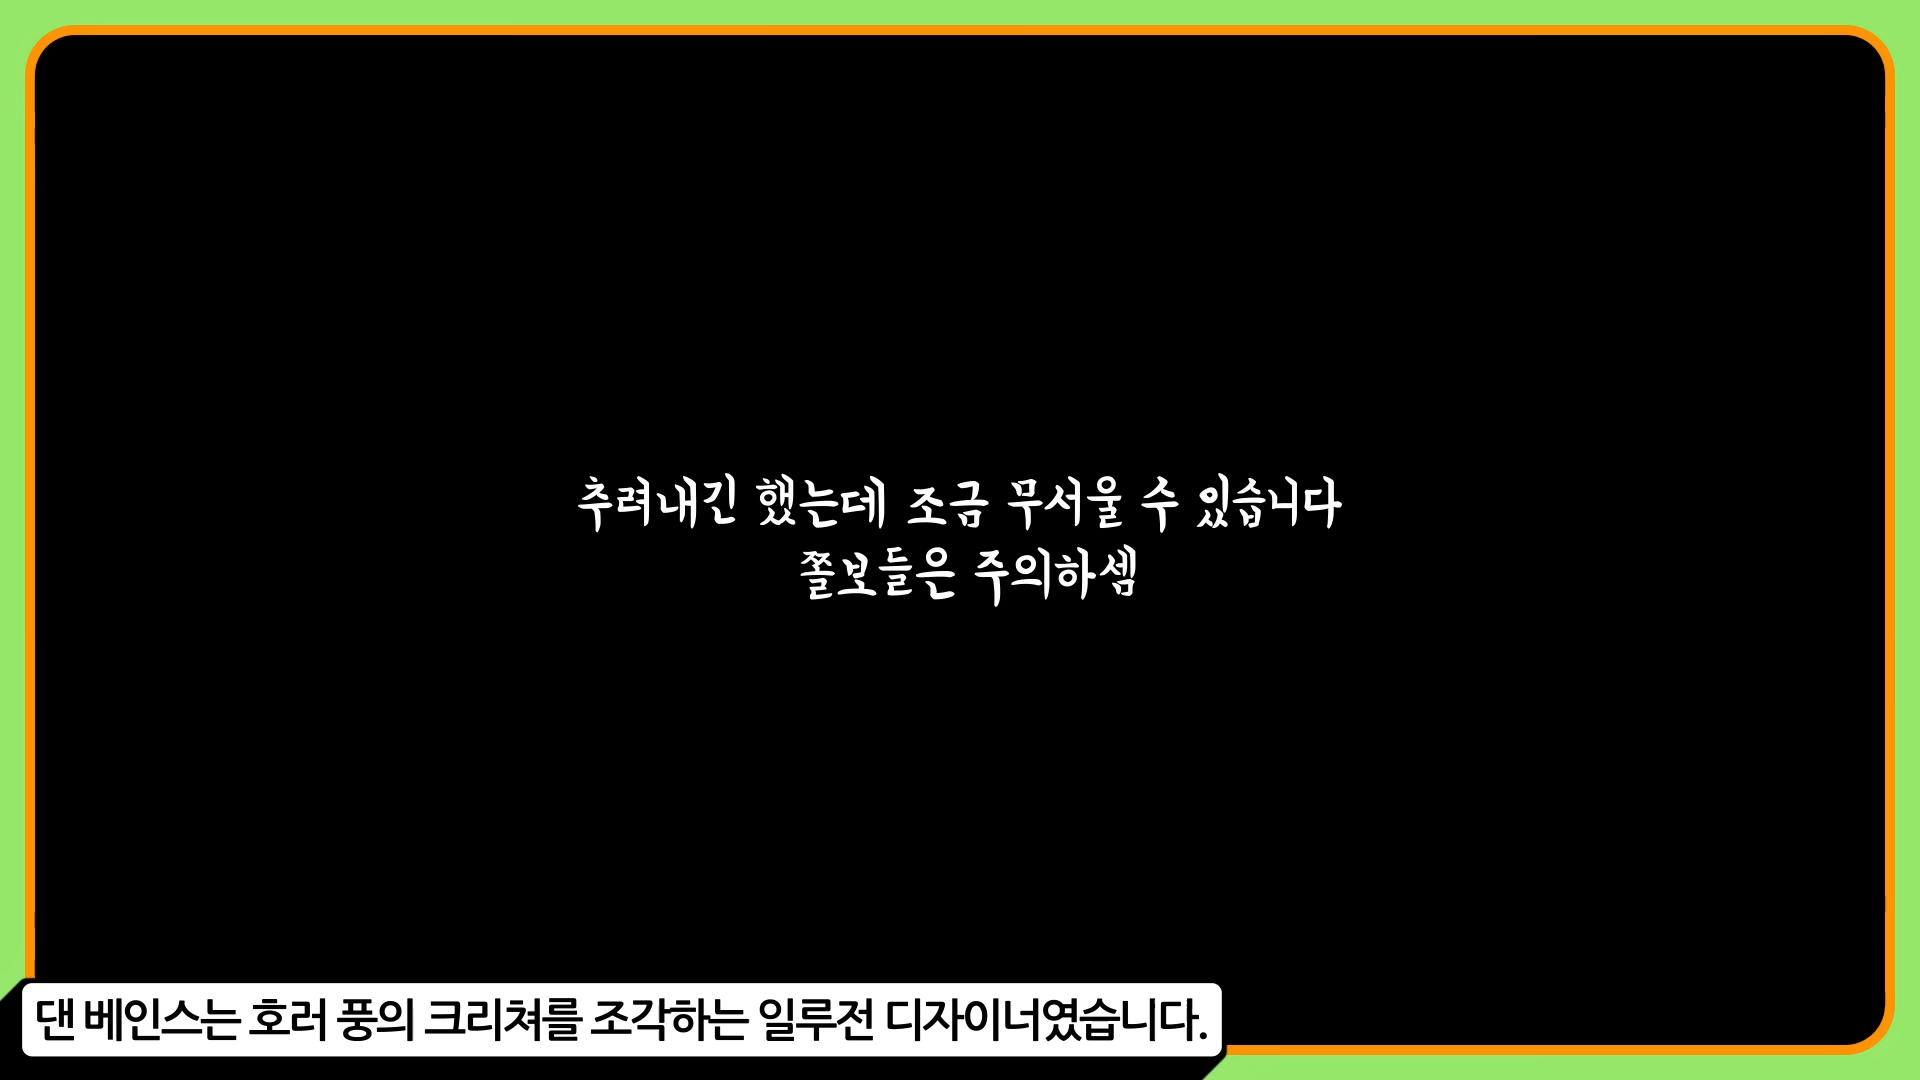 추려내긴 했는데 조금 무서울 수 있습니다
쫄보들은 주의하셈
댄 베인스는 호러 풍의 크리쳐를 조각하는 일루전 디자이너였습니다.